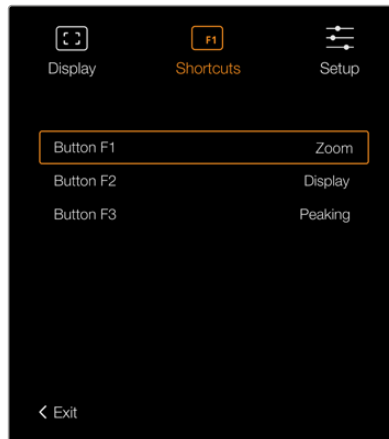 F1
Display Shortcuts Setup
Button F1 Zoom
Button F2 Display
Button F3 Peaking
Exit